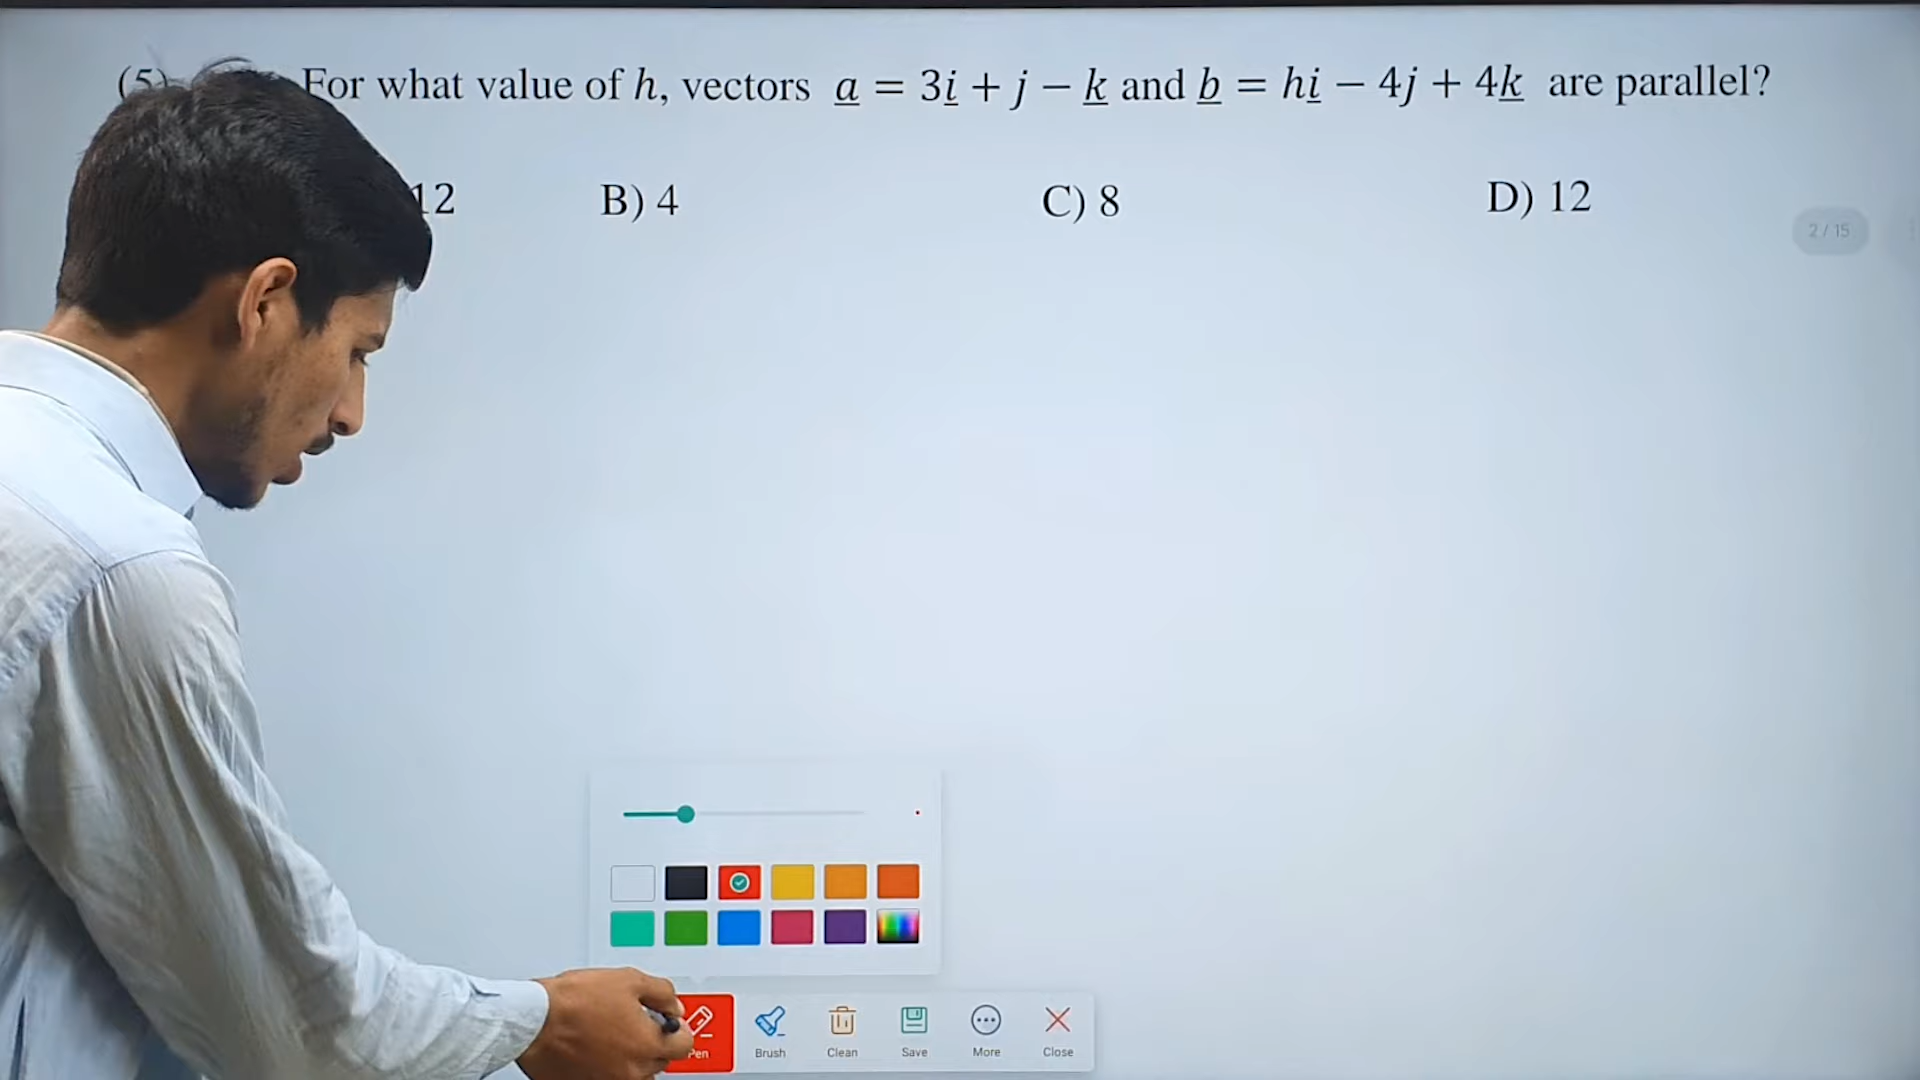 (5) For what value of h, vectors a = 3i + j − k and b = hi − 4j + 4k are parallel?
12 B) 4 C) 8 D) 12
2 / 15
Pen Brush Clean Save More Close